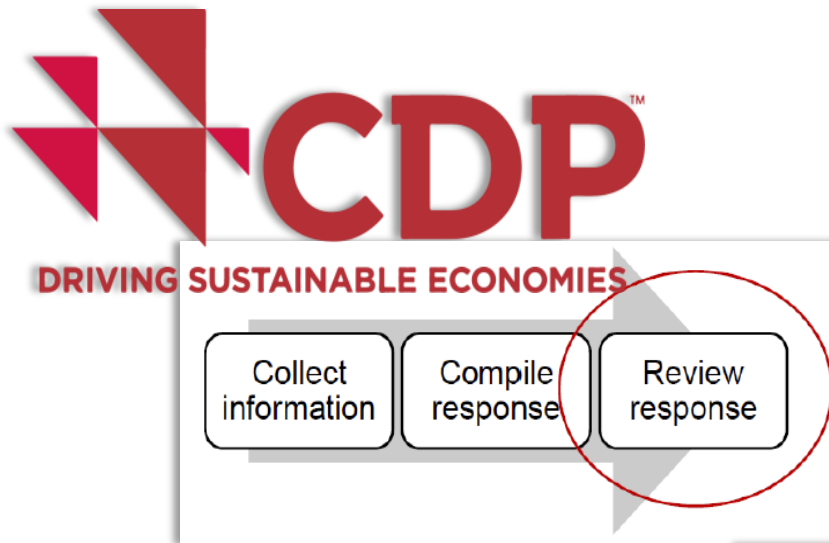 CDP™
DRIVING SUSTAINABLE ECONOMIES
Collect
information
Compile
response
Review
response